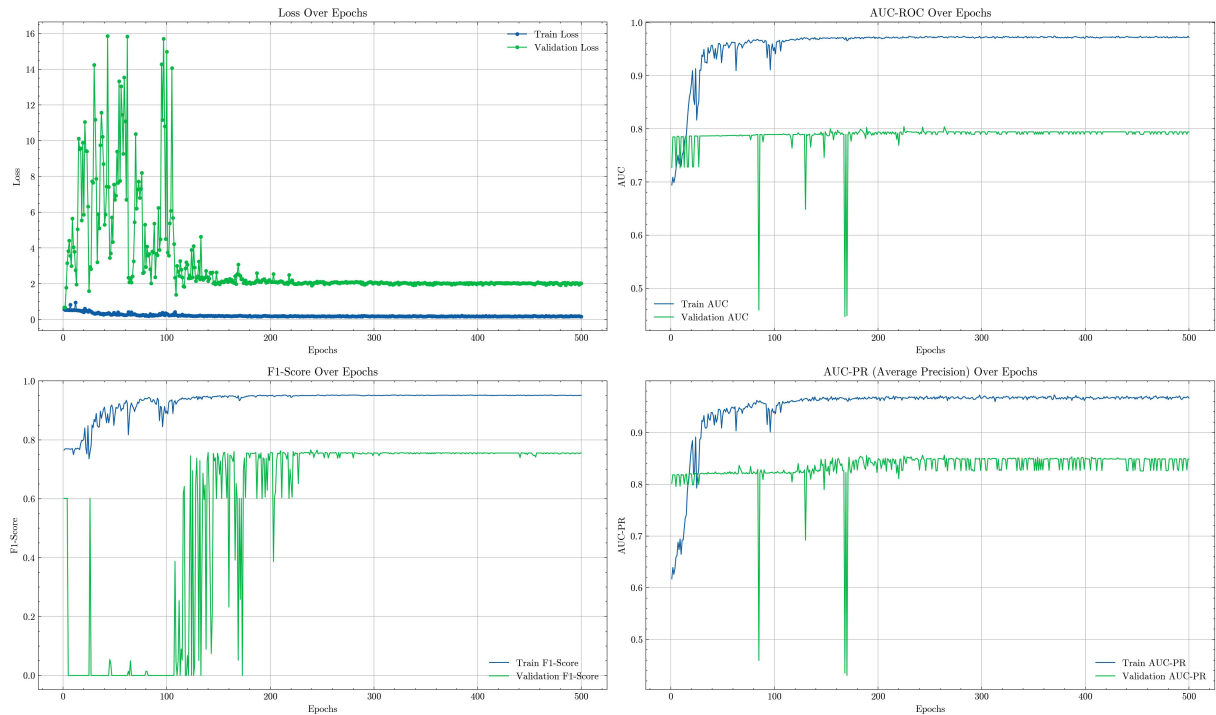 Loss Over Epochs
Train Loss
Validation Loss
16
14
12
10
8
6
4
2
0
Loss
0
100
200
300
400
500
Epochs
AUC-ROC Over Epochs
1.0
0.9
0.8
0.7
0.6
0.5
AUC
Train AUC
Validation AUC
0
100
200
300
400
500
Epochs
F1-Score Over Epochs
1.0
0.8
0.6
0.4
0.2
0.0
F1-Score
Train F1-Score
Validation F1-Score
0
100
200
300
400
500
Epochs
AUC-PR (Average Precision) Over Epochs
0.9
0.8
0.7
0.6
0.5
AUC-PR
Train AUC-PR
Validation AUC-PR
0
100
200
300
400
500
Epochs